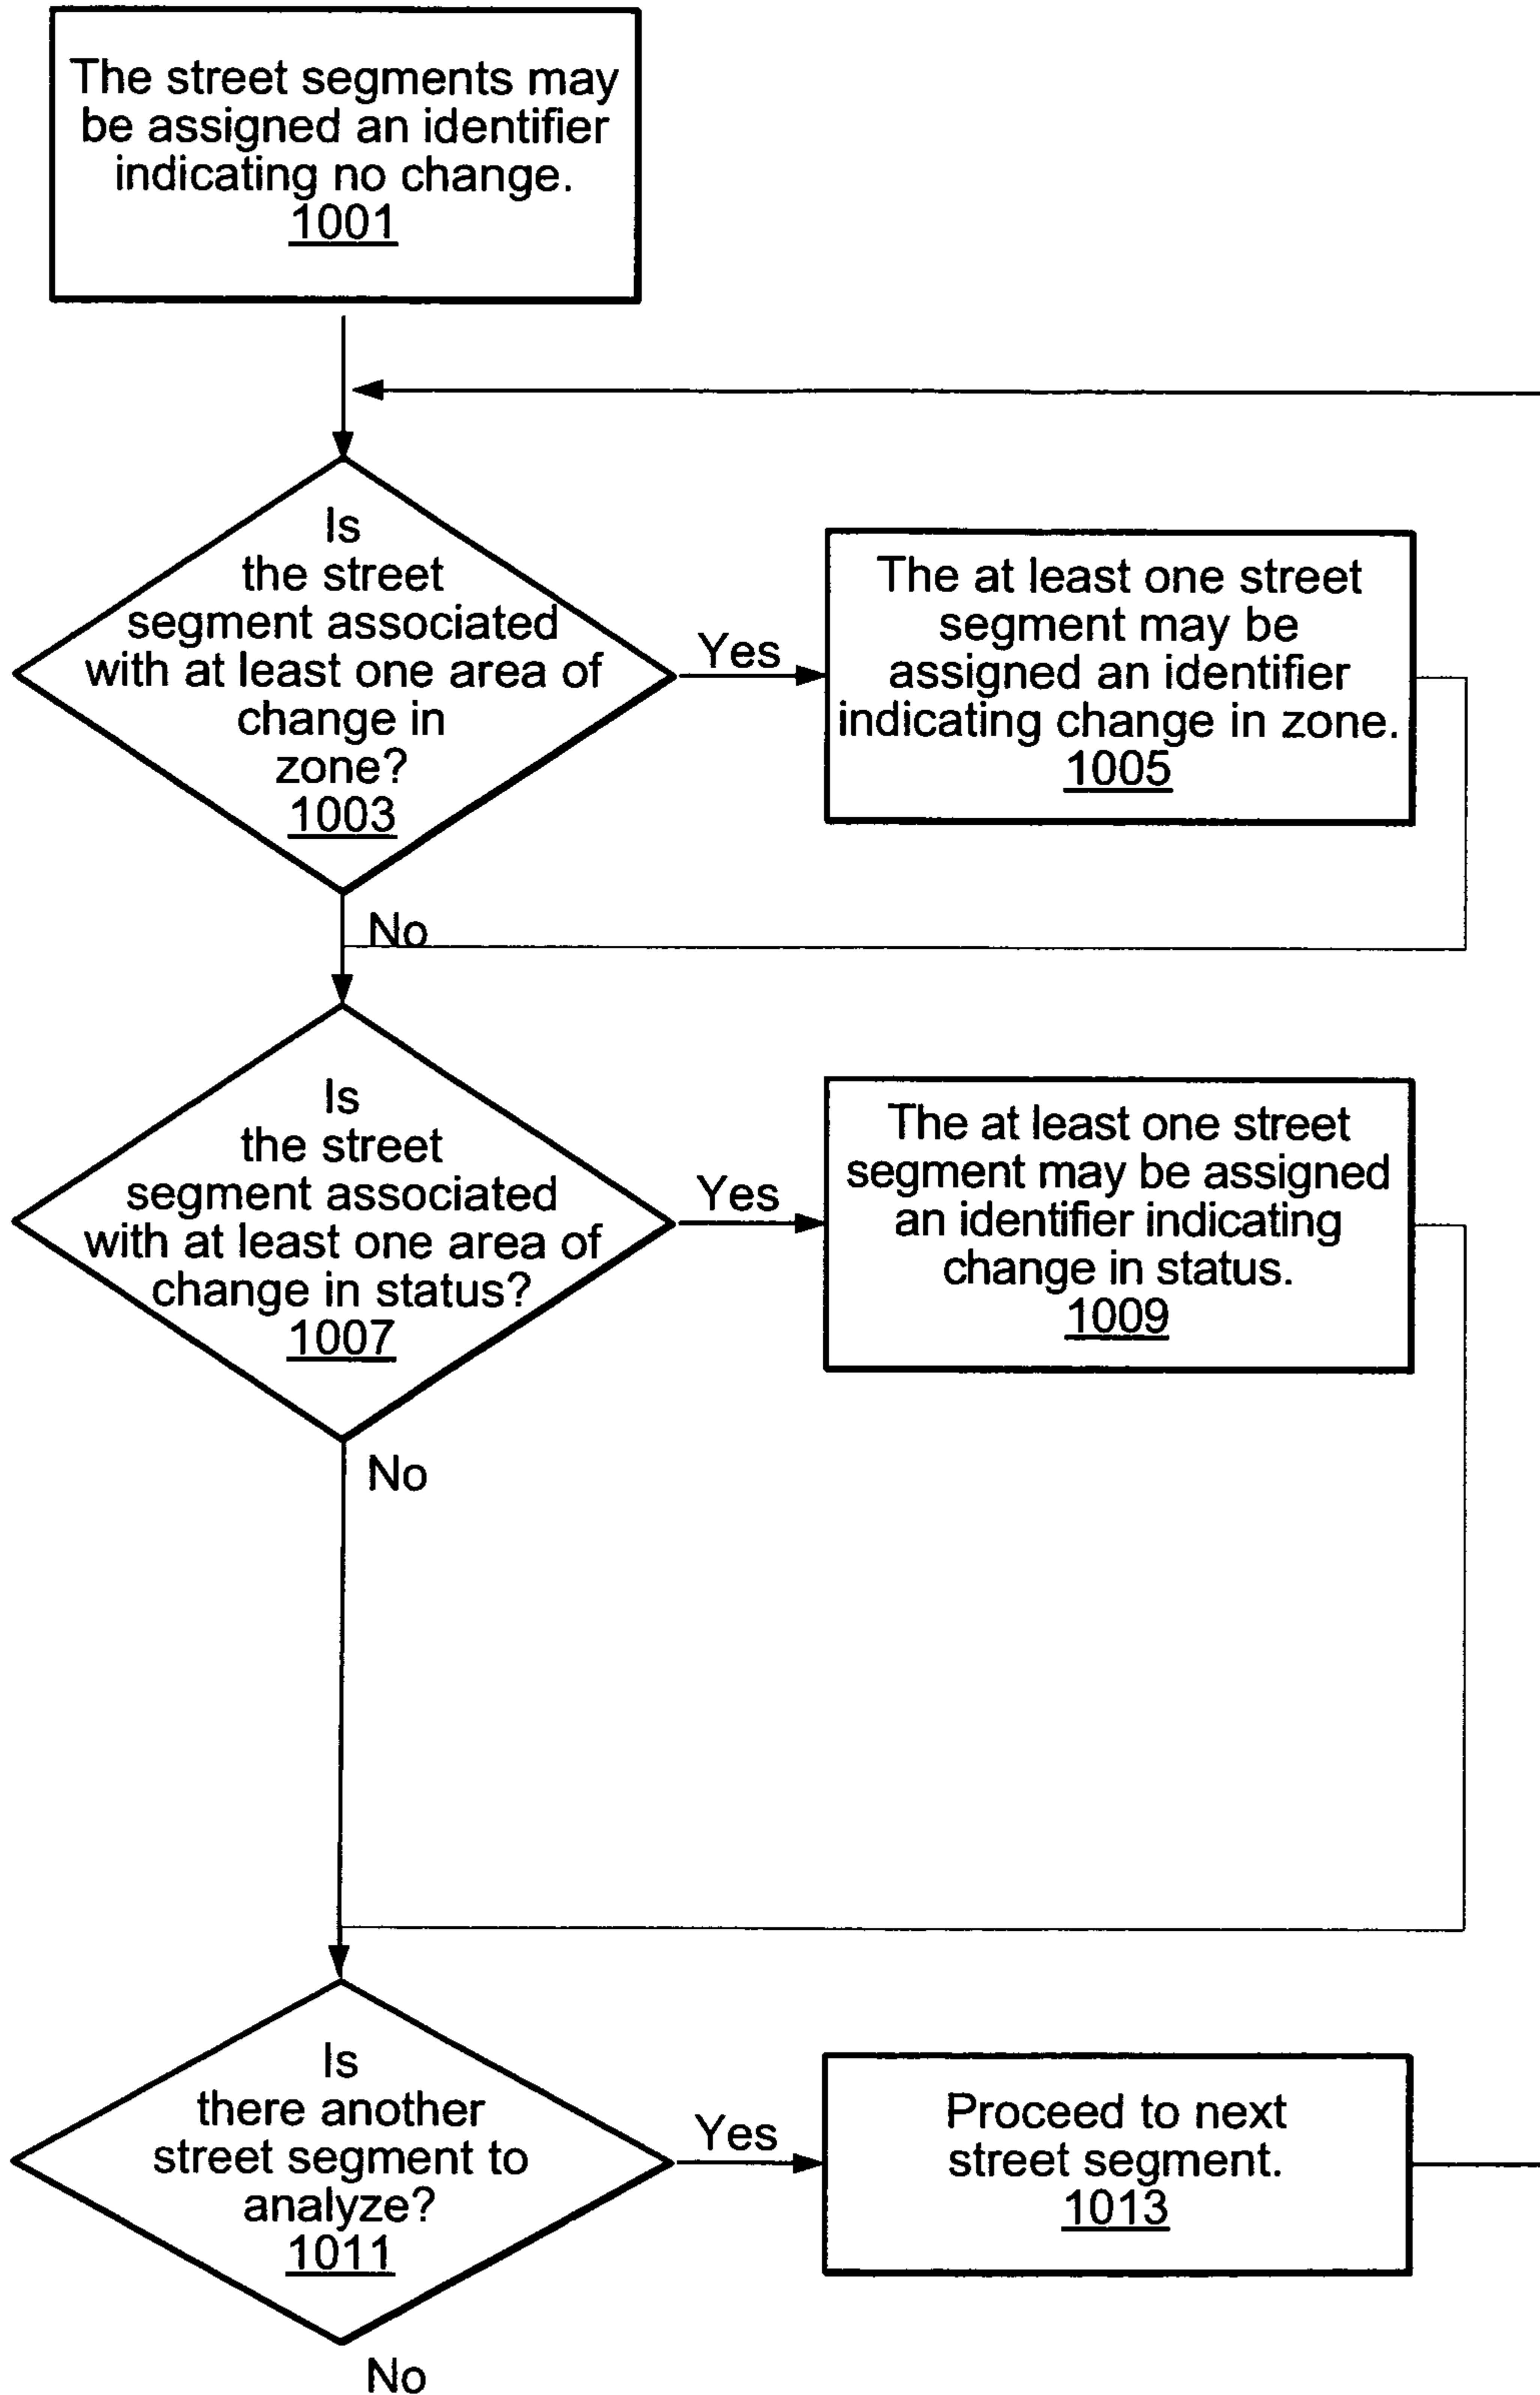 The street segments may
be assigned an identifier
indicating no change.
1001
Is
the street
segment associated
with at least one area of
change in
zone?
1003
Yes
The at least one street
segment may be
assigned an identifier
indicating change in zone.
1005
No
Is
the street
segment associated
with at least one area of
change in status?
1007
Yes
The at least one street
segment may be assigned
an identifier indicating
change in status.
1009
No
Is
there another
street segment to
analyze?
1011
Yes
Proceed to next
street segment.
1013
No